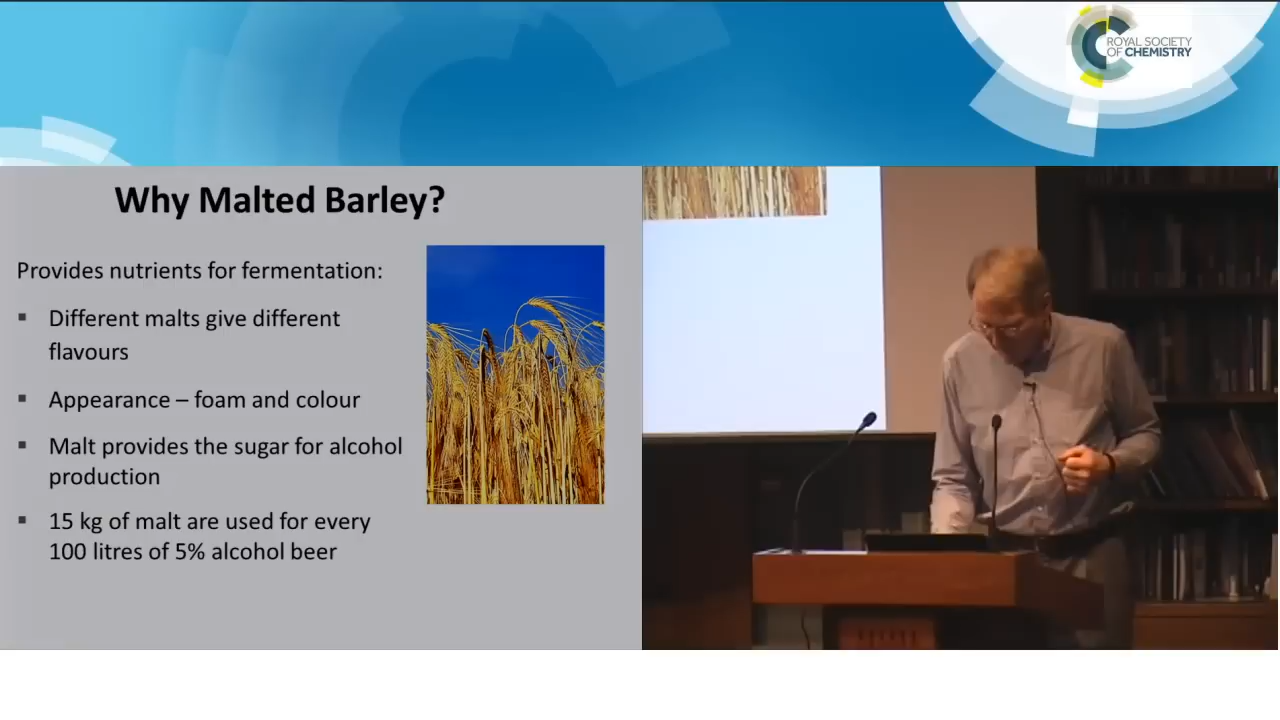 ROYAL SOCIETY
OF CHEMISTRY
Why Malted Barley?
Provides nutrients for fermentation:
▪ Different malts give different
flavours
▪ Appearance – foam and colour
▪ Malt provides the sugar for alcohol
production
▪ 15 kg of malt are used for every
100 litres of 5% alcohol beer